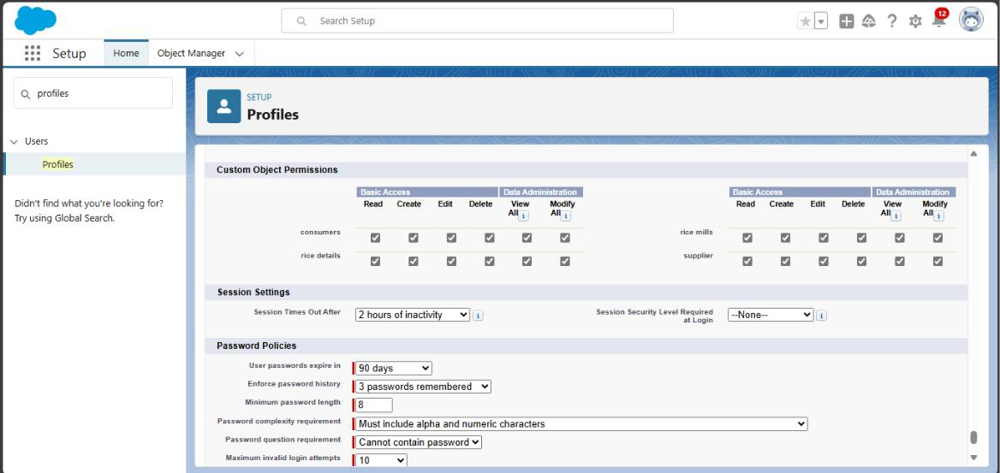 Search Setup
12
Setup
Home
Object Manager
profiles
Users
Profiles
Didn't find what you're looking for?
Try using Global Search.
SETUP
Profiles
Custom Object Permissions
Basic Access Data Administration Basic Access Data Administration
Read Create Edit Delete View All i Modify All i Read Create Edit Delete View All i Modify All i
consumers rice mills
rice details supplier
Session Settings
Session Times Out After 2 hours of inactivity i Session Security Level Required at Login --None-- i
Password Policies
User passwords expire in 90 days
Enforce password history 3 passwords remembered
Minimum password length 8
Password complexity requirement Must include alpha and numeric characters
Password question requirement Cannot contain password
Maximum invalid login attempts 10